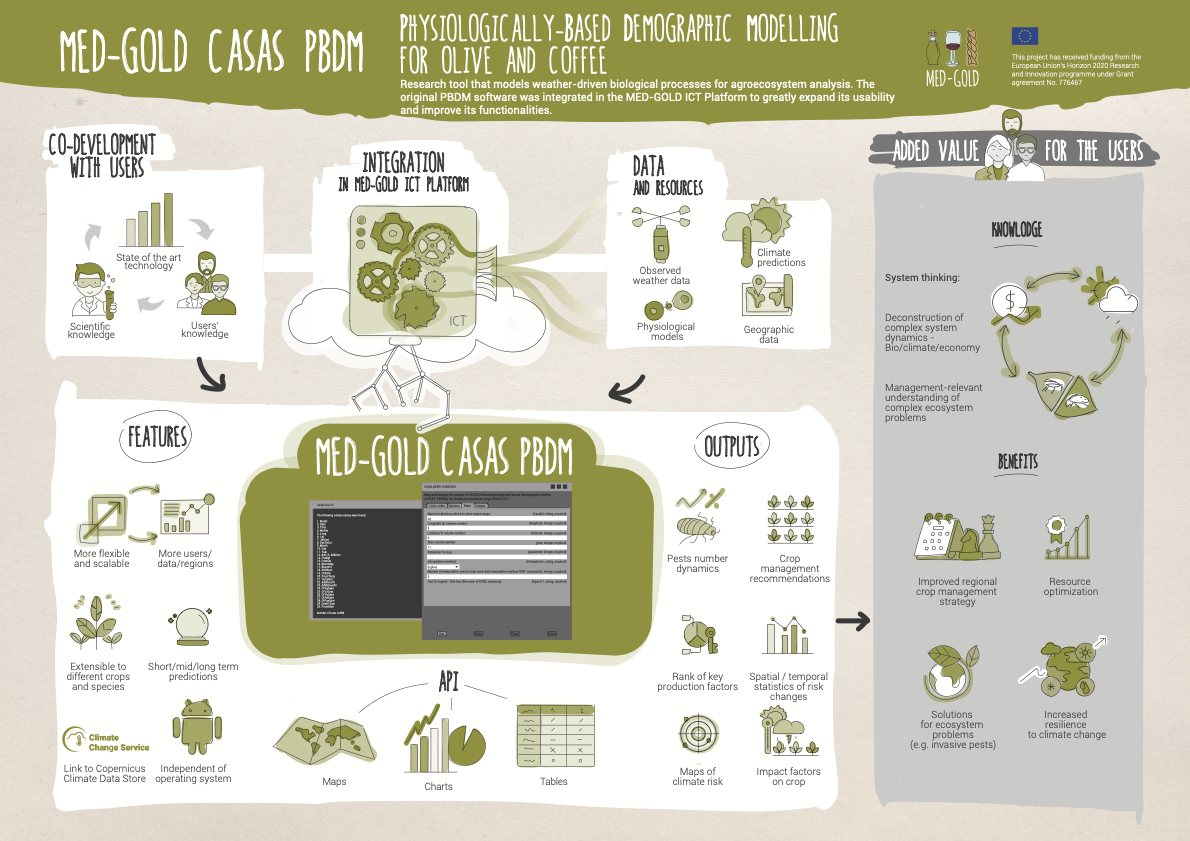 MED-GOLD CASAS PBDM
PHYSIOLOGICALLY-BASED DEMOGRAPHIC MODELLING
FOR OLIVE AND COFFEE
Research tool that models weather-driven biological processes for agroecosystem analysis. The
original PBDM software was integrated in the MED-GOLD ICT Platform to greatly expand its usability
and improve its functionalities.
MED-GOLD
This project has received funding from the
European Union's Horizon 2020 Research
and Innovation programme under Grant
agreement No. 776467
CO-DEVELOPMENT
WITH USERS
State of the art
technology
Scientific
knowledge
Users'
knowledge
INTEGRATION
IN MED-GOLD ICT PLATFORM
ICT
DATA
AND RESOURCES
Observed
weather data
Climate
predictions
Physiological
models
Geographic
data
FEATURES
More flexible
and scalable
More users/
data/regions
Extensible to
different crops
and species
Short/mid/long term
predictions
Climate
Change Service
Link to Copernicus
Climate Data Store
Independent of
operating system
MED-GOLD CASAS PBDM
API
Maps
Charts
Tables
OUTPUTS
Pests number
dynamics
Crop
management
recommendations
Rank of key
production factors
Spatial / temporal
statistics of risk
changes
Maps of
climate risk
Impact factors
on crop
ADDED VALUE FOR THE USERS
KNOWLODGE
System thinking:
$
Deconstruction of
complex system
dynamics -
Bio/climate/economy
Management-relevant
understanding of
complex ecosystem
problems
BENEFITS
Improved regional
crop management
strategy
Resource
optimization
Solutions
for ecosystem
problems
(e.g. invasive pests)
Increased
resilience
to climate change